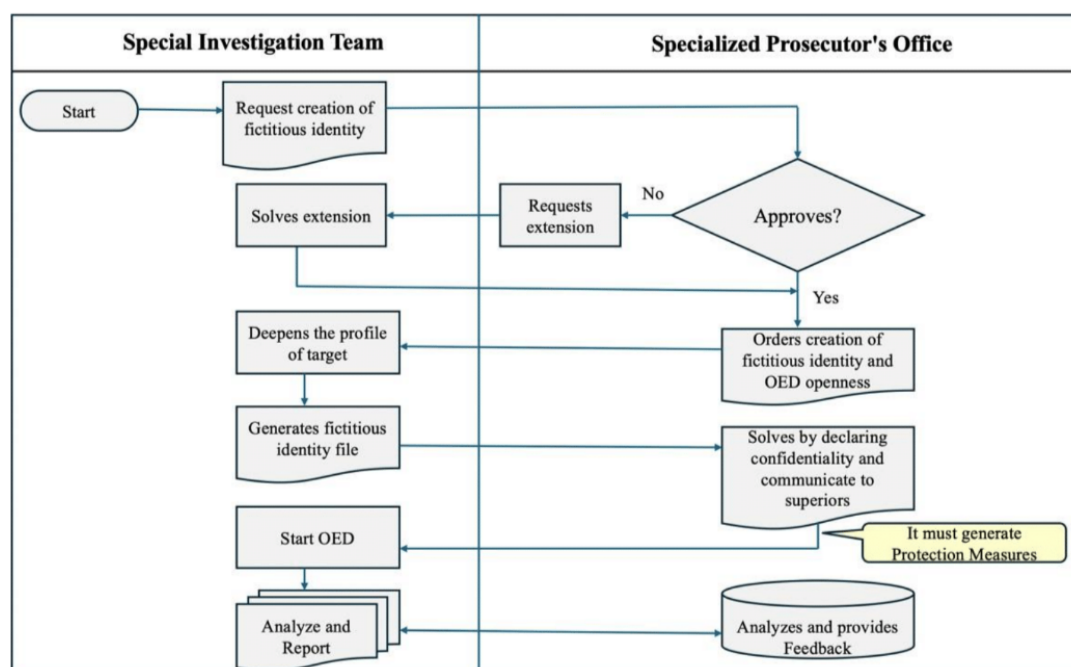 Special Investigation Team
Specialized Prosecutor's Office
Start
Request creation of
fictitious identity
Approves?
No
Requests
extension
Solves extension
Yes
Orders creation of
fictitious identity and
OED openness
Deepens the profile
of target
Generates fictitious
identity file
Solves by declaring
confidentiality and
communicate to
superiors
It must generate
Protection Measures
Start OED
Analyze and
Report
Analyzes and provides
Feedback